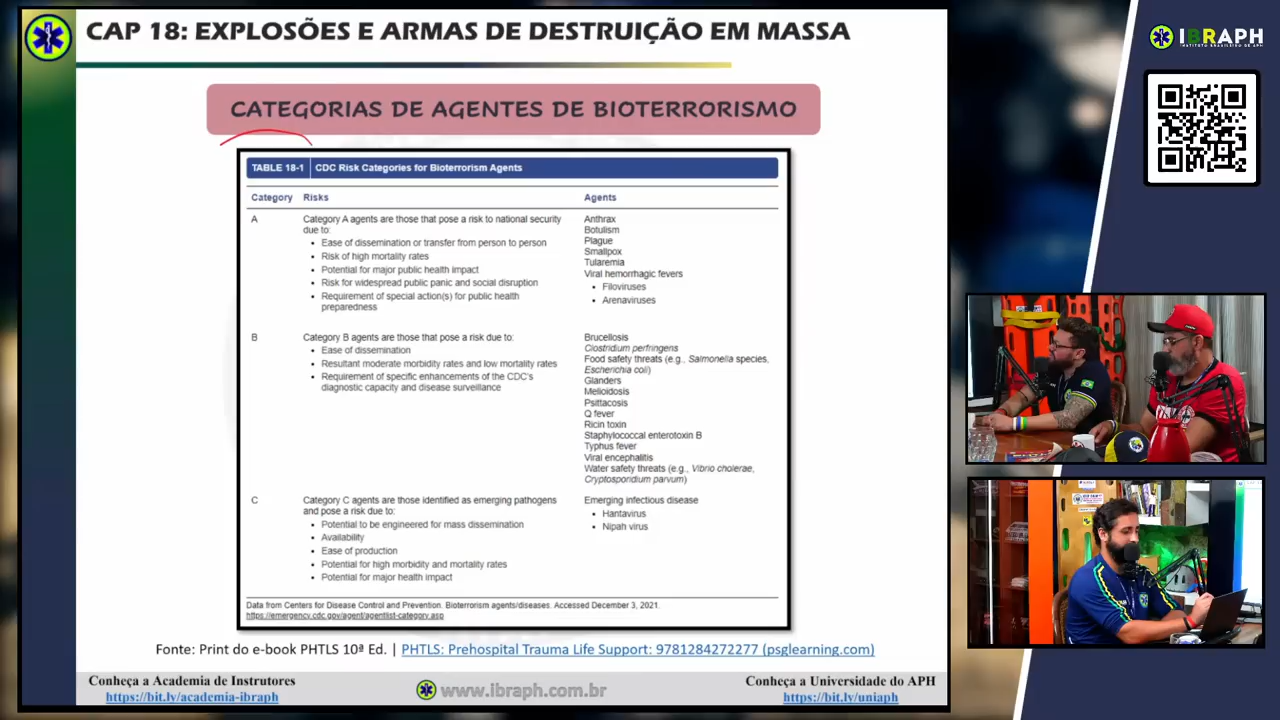 CAP 18: EXPLOSÕES E ARMAS DE DESTRUIÇÃO EM MASSA
CATEGORIAS DE AGENTES DE BIOTERRORISMO
TABLE 18-1 CDC Risk Categories for Bioterrorism Agents
Category Risks Agents
A Category A agents are those that pose a risk to national security
due to:
• Ease of dissemination or transfer from person to person
• Risk of high mortality rates
• Potential for major public health impact
• Risk for widespread public panic and social disruption
• Requirement of special action(s) for public health
preparedness
Anthrax
Botulism
Plague
Smallpox
Tularemia
Viral hemorrhagic fevers
• Filoviruses
• Arenaviruses
B Category B agents are those that pose a risk due to:
• Ease of dissemination
• Resultant moderate morbidity rates and low mortality rates
• Requirement of specific enhancements of the CDC's
diagnostic capacity and disease surveillance
Brucellosis
Clostridium perfringens
Food safety threats (e.g., Salmonella species,
Escherichia coli)
Glanders
Melioidosis
Psittacosis
Q fever
Ricin toxin
Staphylococcal enterotoxin B
Typhus fever
Viral encephalitis
Water safety threats (e.g., Vibrio cholerae,
Cryptosporidium parvum)
C Category C agents are those identified as emerging pathogens
and pose a risk due to:
• Potential to be engineered for mass dissemination
• Availability
• Ease of production
• Potential for high morbidity and mortality rates
• Potential for major health impact
Emerging infectious disease
• Hantavirus
• Nipah virus
Data from Centers for Disease Control and Prevention. Bioterrorism agents/diseases. Accessed December 3, 2021.
https://emergency.cdc.gov/agent/agentlist-category.asp
Fonte: Print do e-book PHTLS 10ª Ed. | PHTLS: Prehospital Trauma Life Support: 9781284272277 (psglearning.com)
Conheça a Academia de Instrutores
https://bit.ly/academia-ibraph
www.ibraph.com.br
Conheça a Universidade do APH
https://bit.ly/uniaph
IBRAPH
INSTITUTO BRASILEIRO DE APH